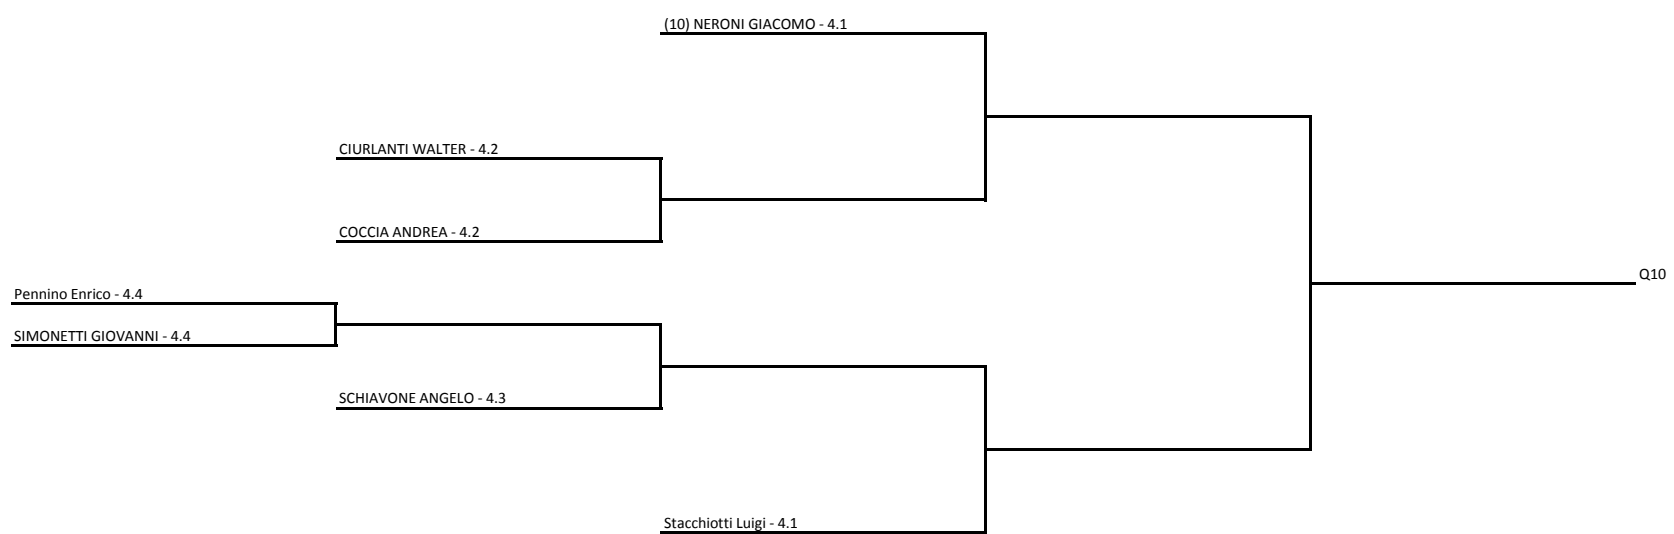 (10) NERONI GIACOMO - 4.1
CIURLANTI WALTER - 4.2
COCCIA ANDREA - 4.2
Q10
Pennino Enrico - 4.4
SIMONETTI GIOVANNI - 4.4
SCHIAVONE ANGELO - 4.3
Stacchiotti Luigi - 4.1